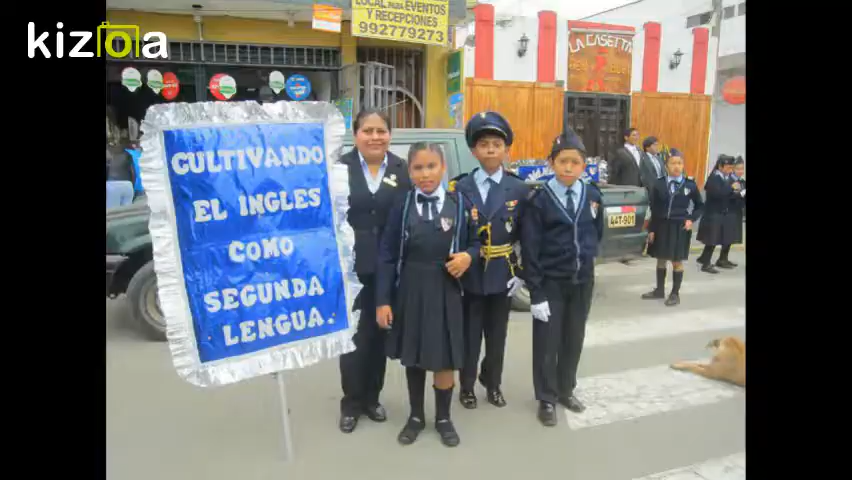 kizoa
LOCAL PARA EVENTOS
Y RECEPCIONES
992779273
LA CASETTA
CULTIVANDO
EL INGLES
COMO
SEGUNDA
LENGUA.
A4T-901